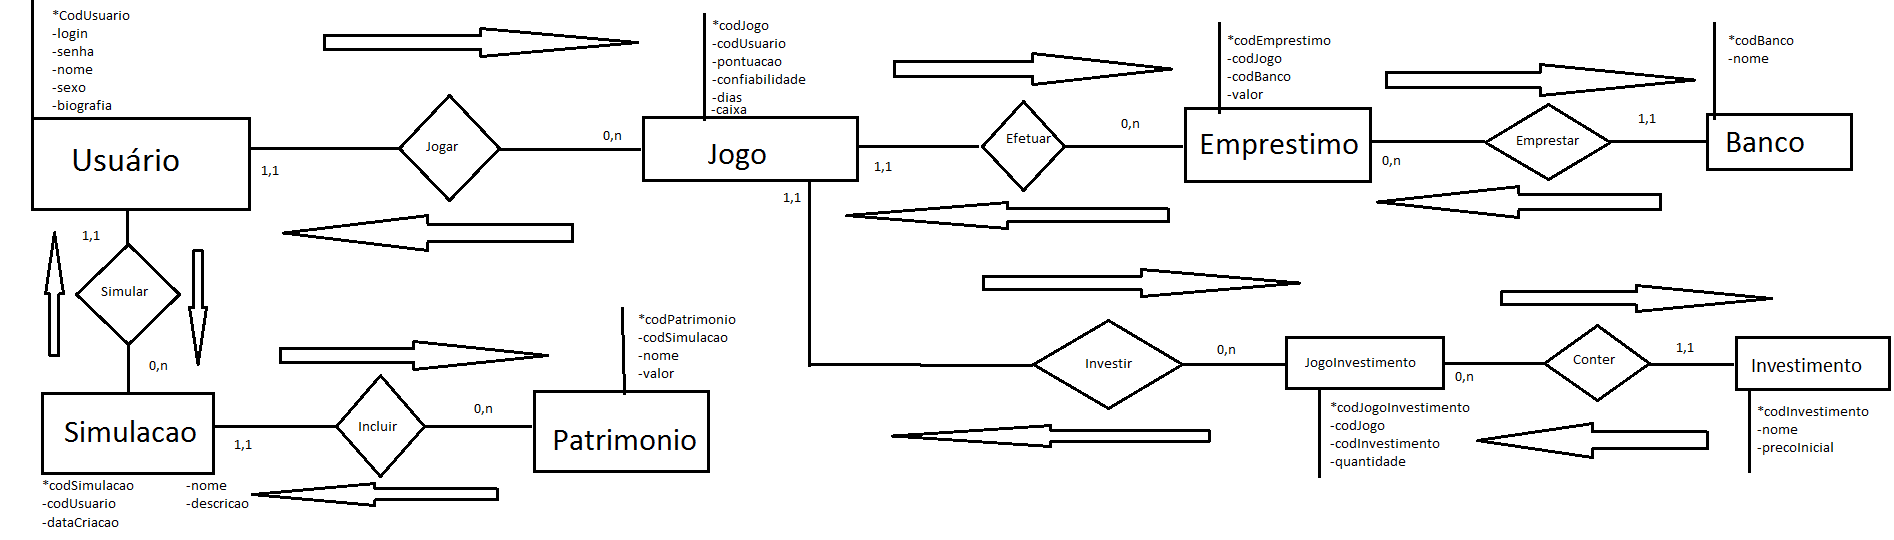 *CodUsuario
-login
-senha
-nome
-sexo
-biografia
Usuário
1,1
Jogar
0,n
*codJogo
-codUsuario
-pontuacao
-confiabilidade
-dias
-caixa
Jogo
1,1
Efetuar
0,n
*codEmprestimo
-codJogo
-codBanco
-valor
Emprestimo
0,n
Emprestar
1,1
*codBanco
-nome
Banco
1,1
Simular
0,n
Simulacao
*codSimulacao
-codUsuario
-dataCriacao
-nome
-descricao
1,1
Incluir
0,n
*codPatrimonio
-codSimulacao
-nome
-valor
Patrimonio
1,1
Investir
0,n
JogoInvestimento
*codJogoInvestimento
-codJogo
-codInvestimento
-quantidade
0,n
Conter
1,1
Investimento
*codInvestimento
-nome
-precoInicial